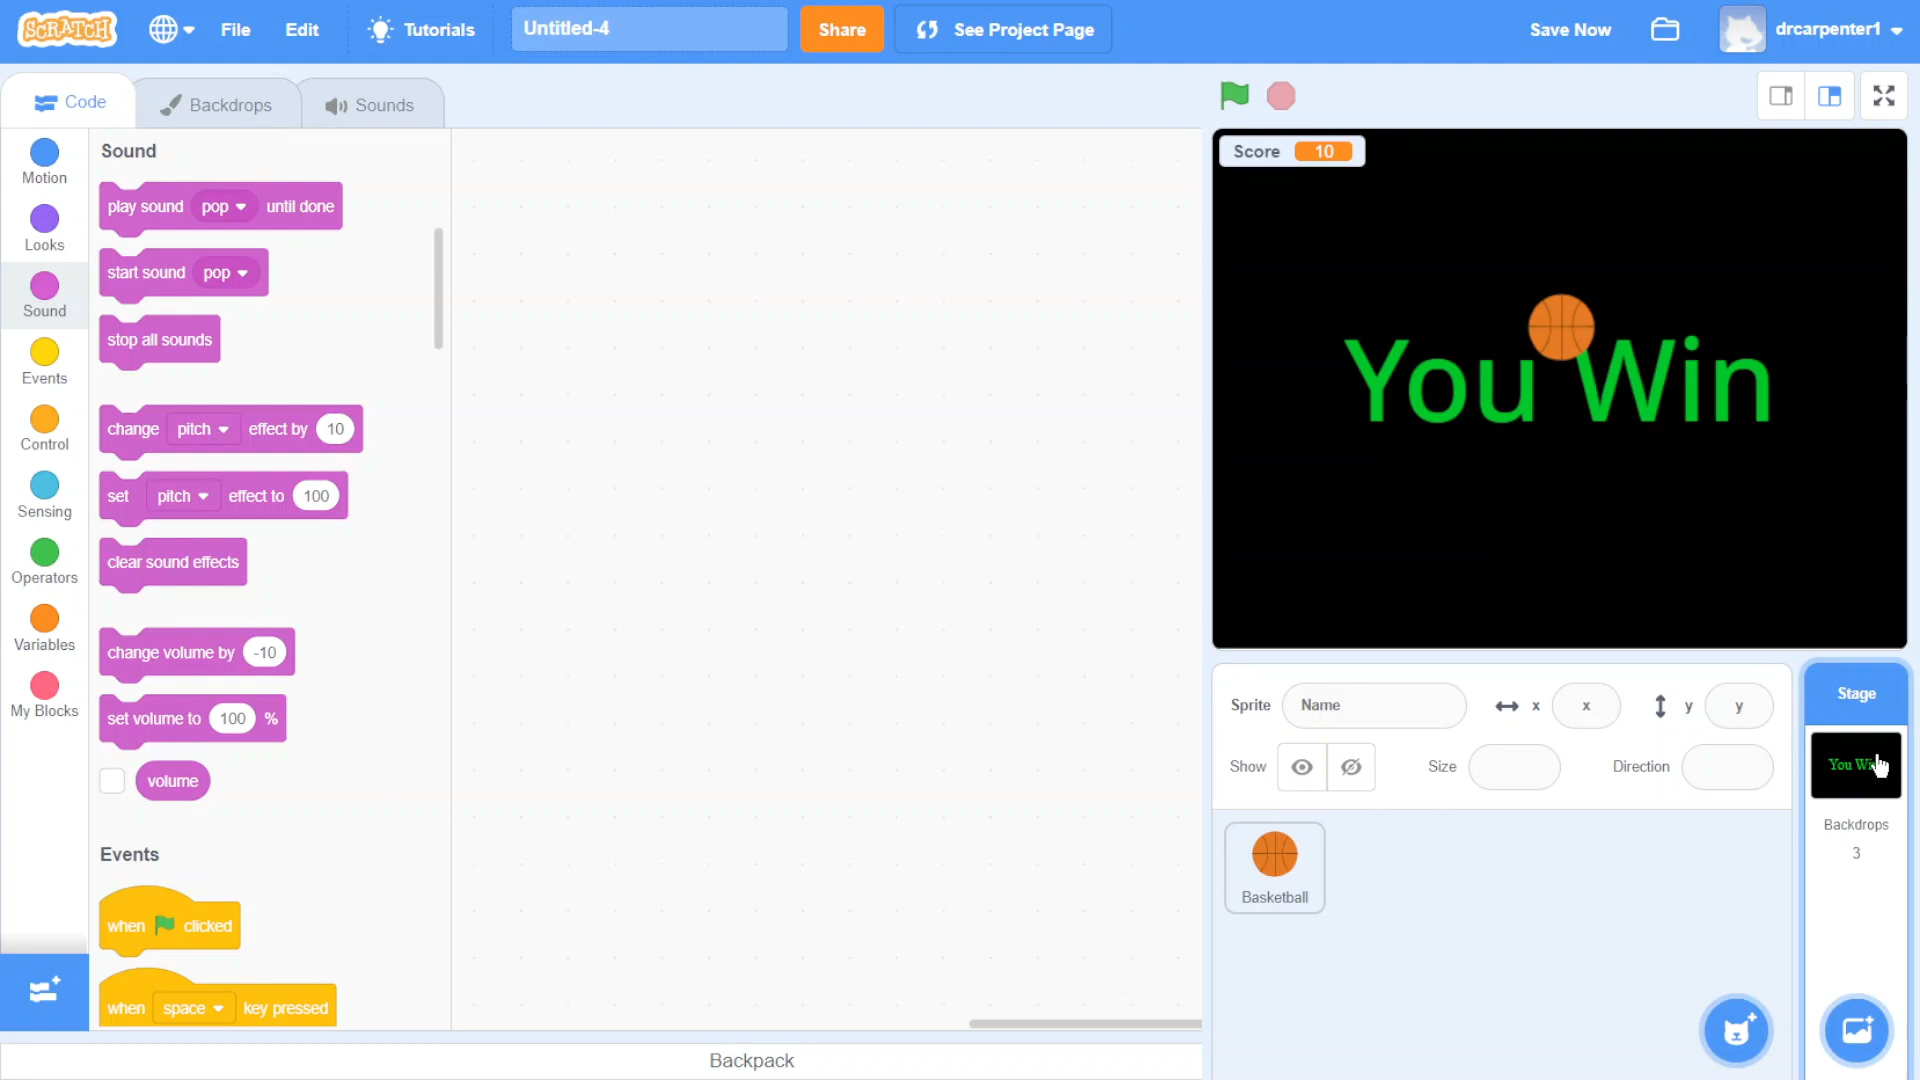 SCRATCH
File
Edit
Tutorials
Untitled-4
Share
See Project Page
Save Now
drcarpenter1
Code
Backdrops
Sounds
Motion
Looks
Sound
Events
Control
Sensing
Operators
Variables
My Blocks
Sound
play sound pop until done
start sound pop
stop all sounds
change pitch effect by 10
set pitch effect to 100
clear sound effects
change volume by -10
set volume to 100 %
volume
Events
when clicked
when space key pressed
Backpack
Score 10
You Win
Sprite Name x x y y
Show Size Direction
Basketball
Stage
You Win
Backdrops
3